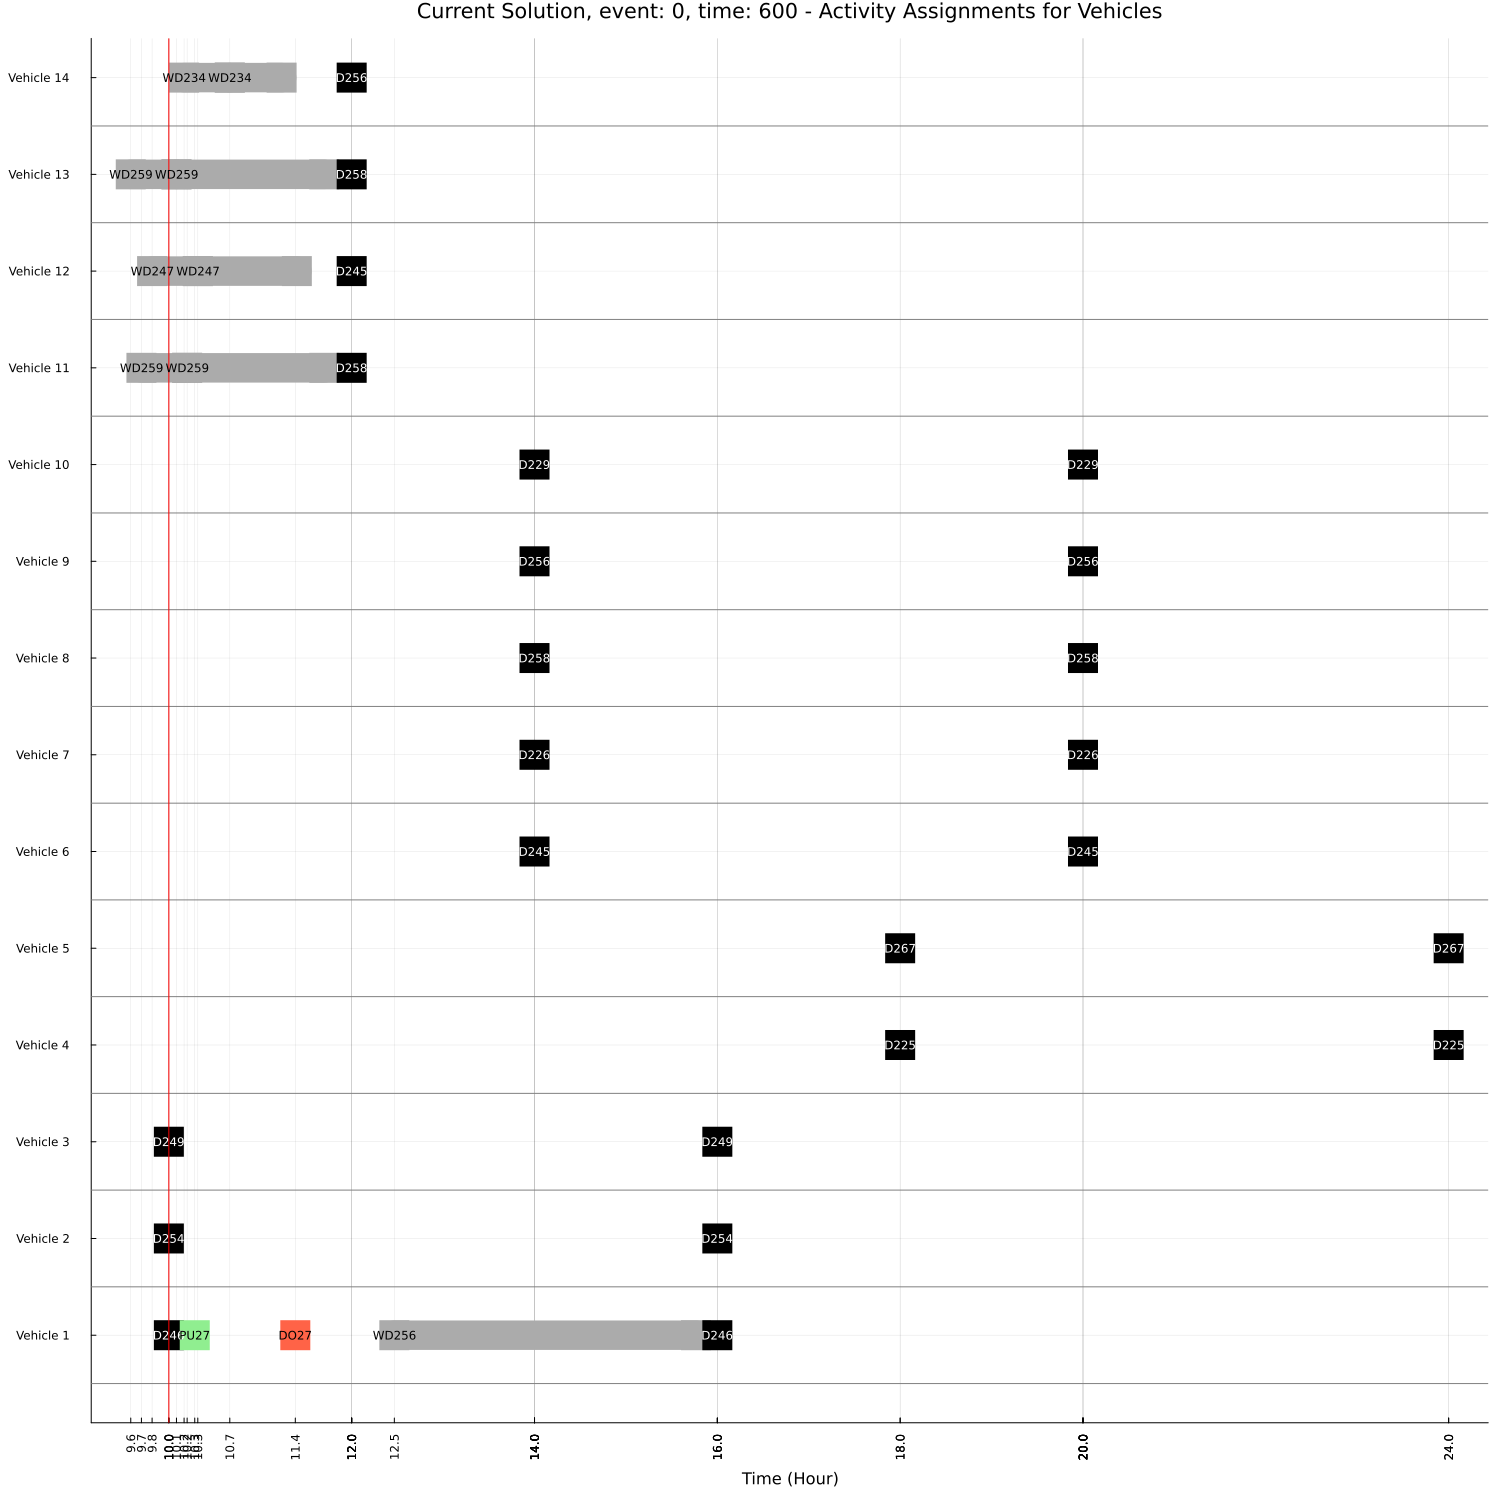 Current Solution, event: 0, time: 600 - Activity Assignments for Vehicles
Vehicle 14 WD234 WD234 D256
Vehicle 13 WD259 WD259 D258
Vehicle 12 WD247 WD247 D245
Vehicle 11 WD259 WD259 D258
Vehicle 10 D229 D229
Vehicle 9 D256 D256
Vehicle 8 D258 D258
Vehicle 7 D226 D226
Vehicle 6 D245 D245
Vehicle 5 D267 D267
Vehicle 4 D225 D225
Vehicle 3 D249 D249
Vehicle 2 D254 D254
Vehicle 1 D246 PU27 DO27 WD256 D246
9.6 9.7 9.8 10.0 10.1 10.3 10.7 11.4 12.0 12.5 14.0 16.0 18.0 20.0 24.0
Time (Hour)